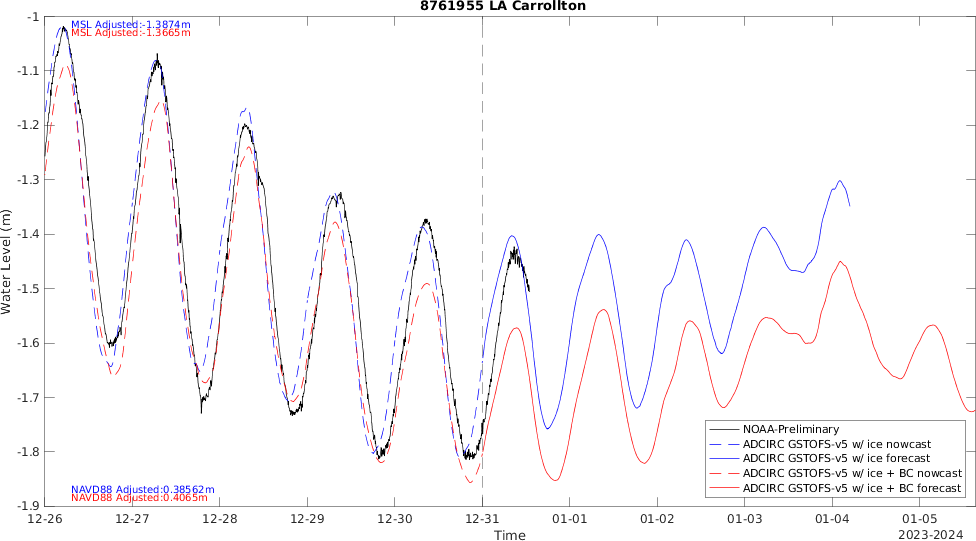 8761955 LA Carrollton
MSL Adjusted:-1.3874m
MSL Adjusted:-1.3665m
-1
-1.1
-1.2
-1.3
-1.4
-1.5
-1.6
-1.7
-1.8
-1.9
Water Level (m)
NAVD88 Adjusted:0.38562m
NAVD88 Adjusted:0.4065m
NOAA-Preliminary
ADCIRC GSTOFS-v5 w/ ice nowcast
ADCIRC GSTOFS-v5 w/ ice forecast
ADCIRC GSTOFS-v5 w/ ice + BC nowcast
ADCIRC GSTOFS-v5 w/ ice + BC forecast
12-26 12-27 12-28 12-29 12-30 12-31 01-01 01-02 01-03 01-04 01-05
Time
2023-2024